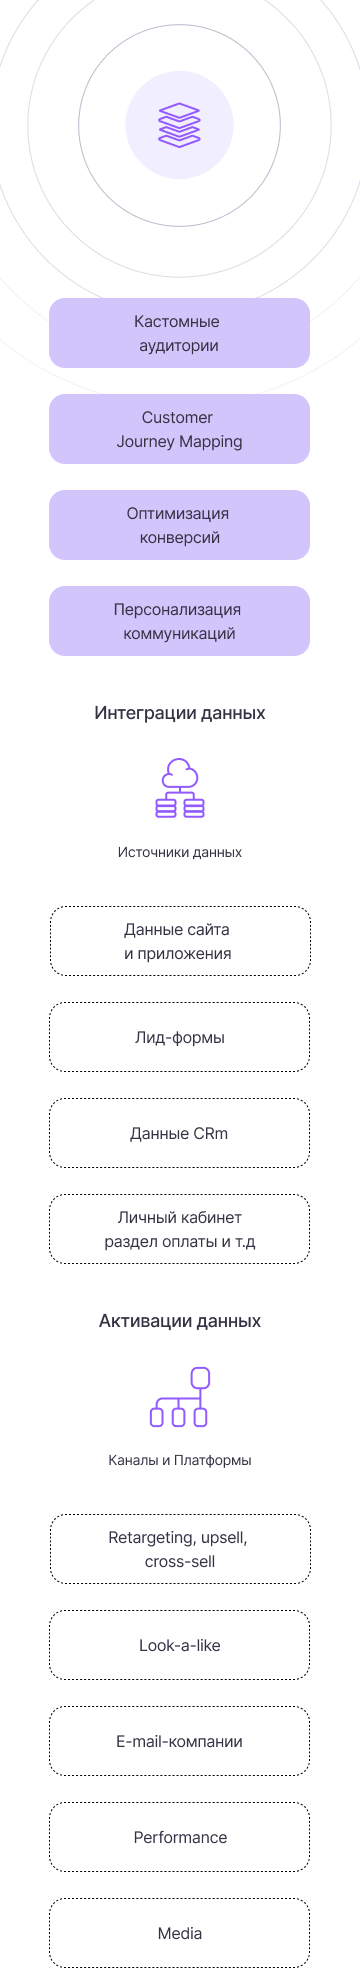 Кастомные
аудитории
Customer
Journey Mapping
Оптимизация
конверсий
Персонализация
коммуникаций
Интеграции данных
Источники данных
Данные сайта
и приложения
Лид-формы
Данные CRm
Личный кабинет
раздел оплаты и т.д
Активации данных
Каналы и Платформы
Retargeting, upsell,
cross-sell
Look-a-like
E-mail-компании
Performance
Media